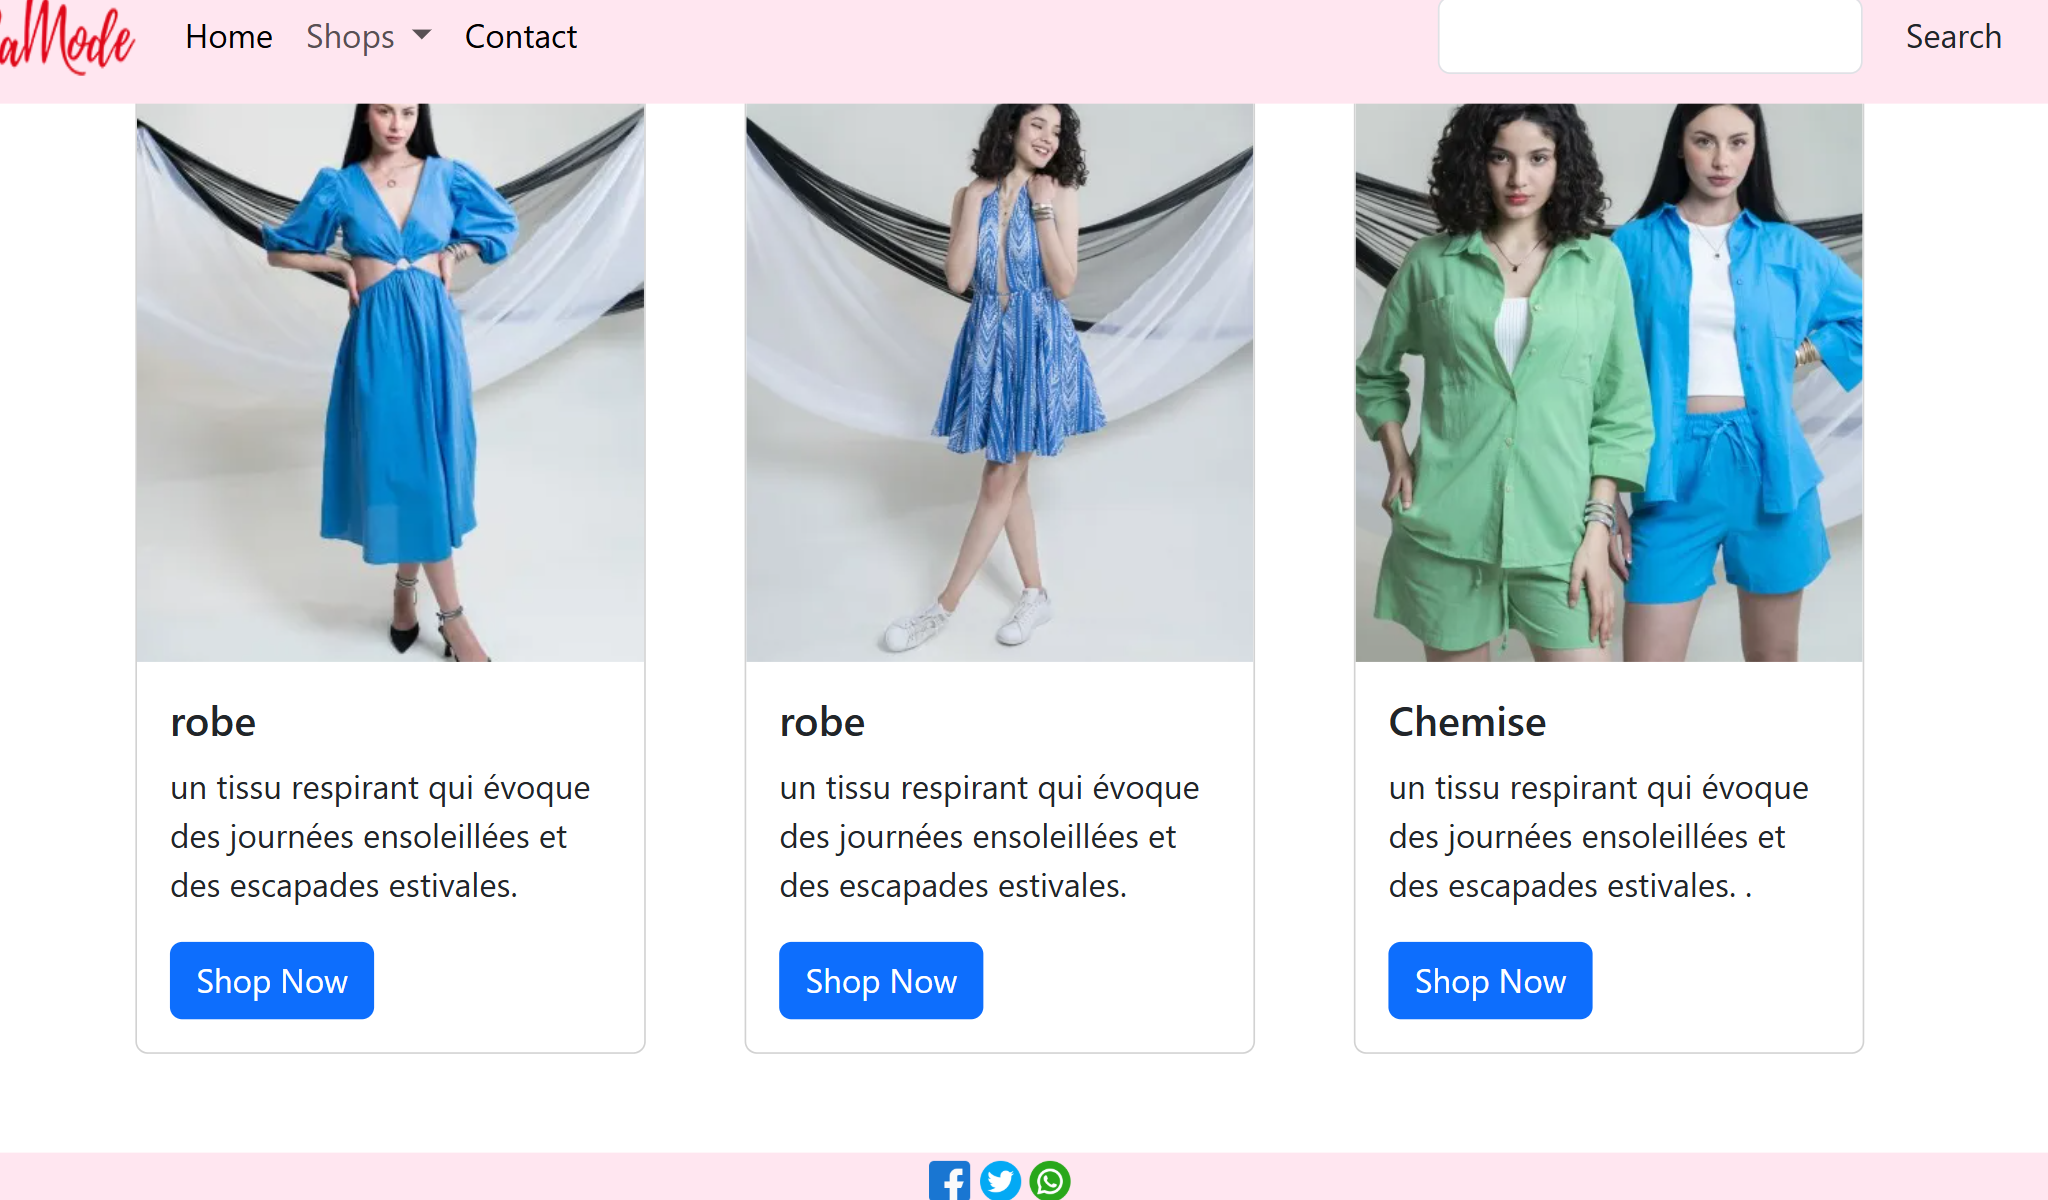 aMode
Home Shops Contact Search
robe
un tissu respirant qui évoque
des journées ensoleillées et
des escapades estivales.
Shop Now
robe
un tissu respirant qui évoque
des journées ensoleillées et
des escapades estivales.
Shop Now
Chemise
un tissu respirant qui évoque
des journées ensoleillées et
des escapades estivales. .
Shop Now